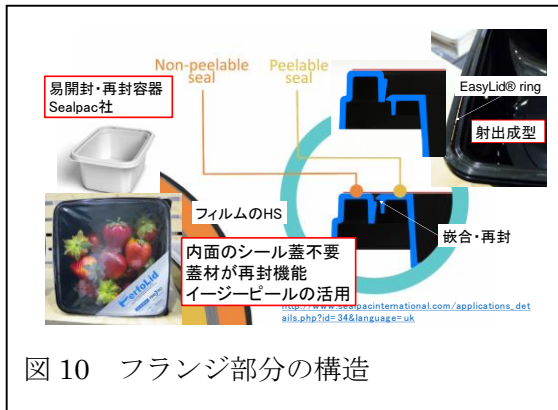 Non-peelable
seal
Peelable
seal
易開封・再封容器
Sealpac社
EasyLid® ring
射出成型
フィルムのHS
嵌合・再封
内面のシール蓋不要
蓋材が再封機能
イージーピールの活用
PerfoLid
http://www.sealpacinternational.com/applications_det
ails.php?id=34&language=uk
図 10 フランジ部分の構造